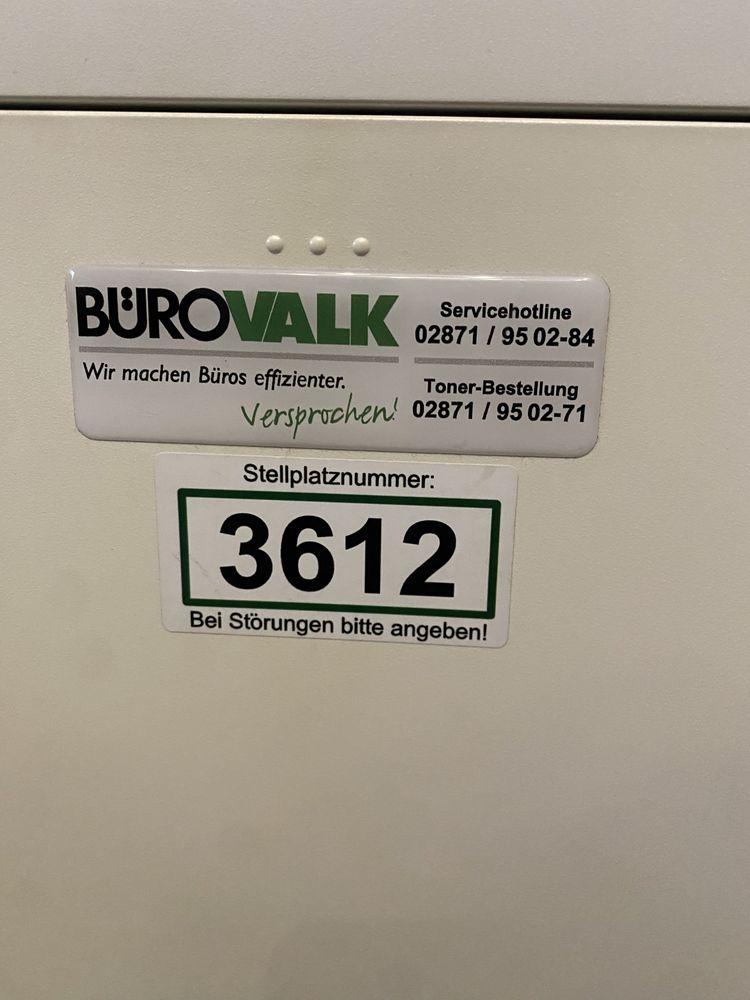 BÜROVALK
Wir machen Büros effizienter.
Versprochen!
Servicehotline
02871 / 95 02-84
Toner-Bestellung
02871 / 95 02-71
Stellplatznummer:
3612
Bei Störungen bitte angeben!